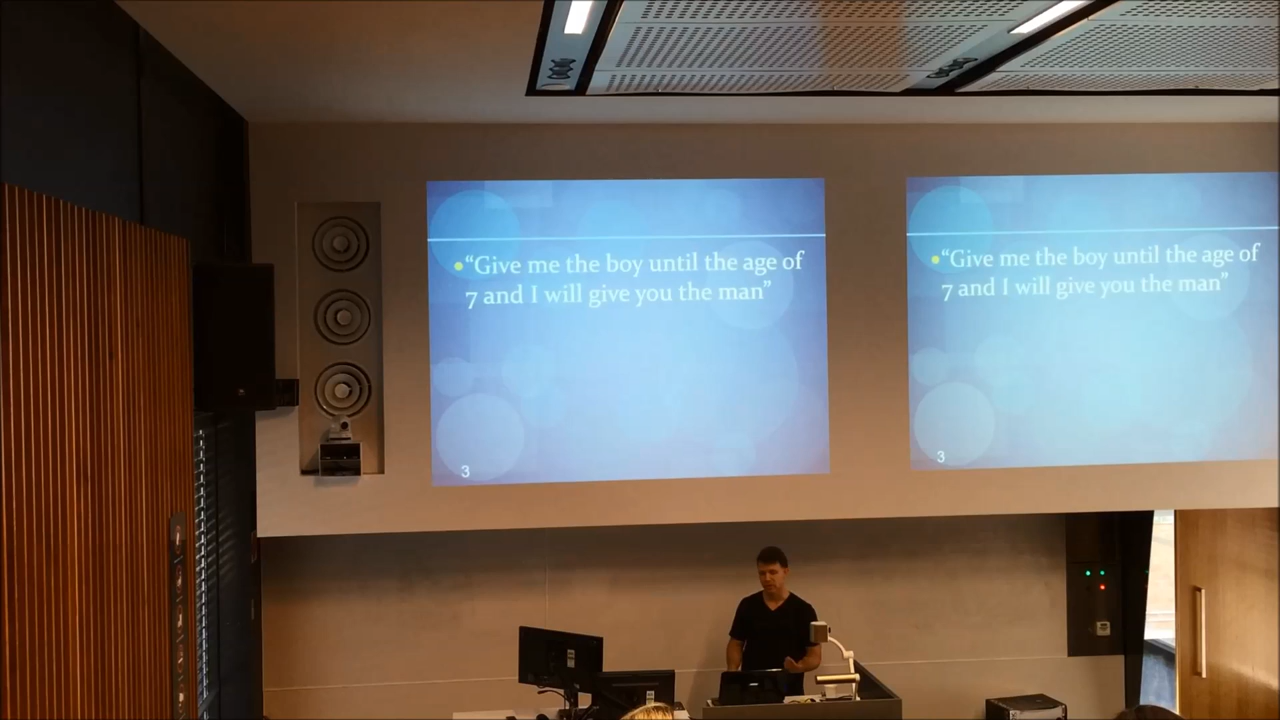 •“Give me the boy until the age of
7 and I will give you the man”
3
•“Give me the boy until the age of
7 and I will give you the man”
3